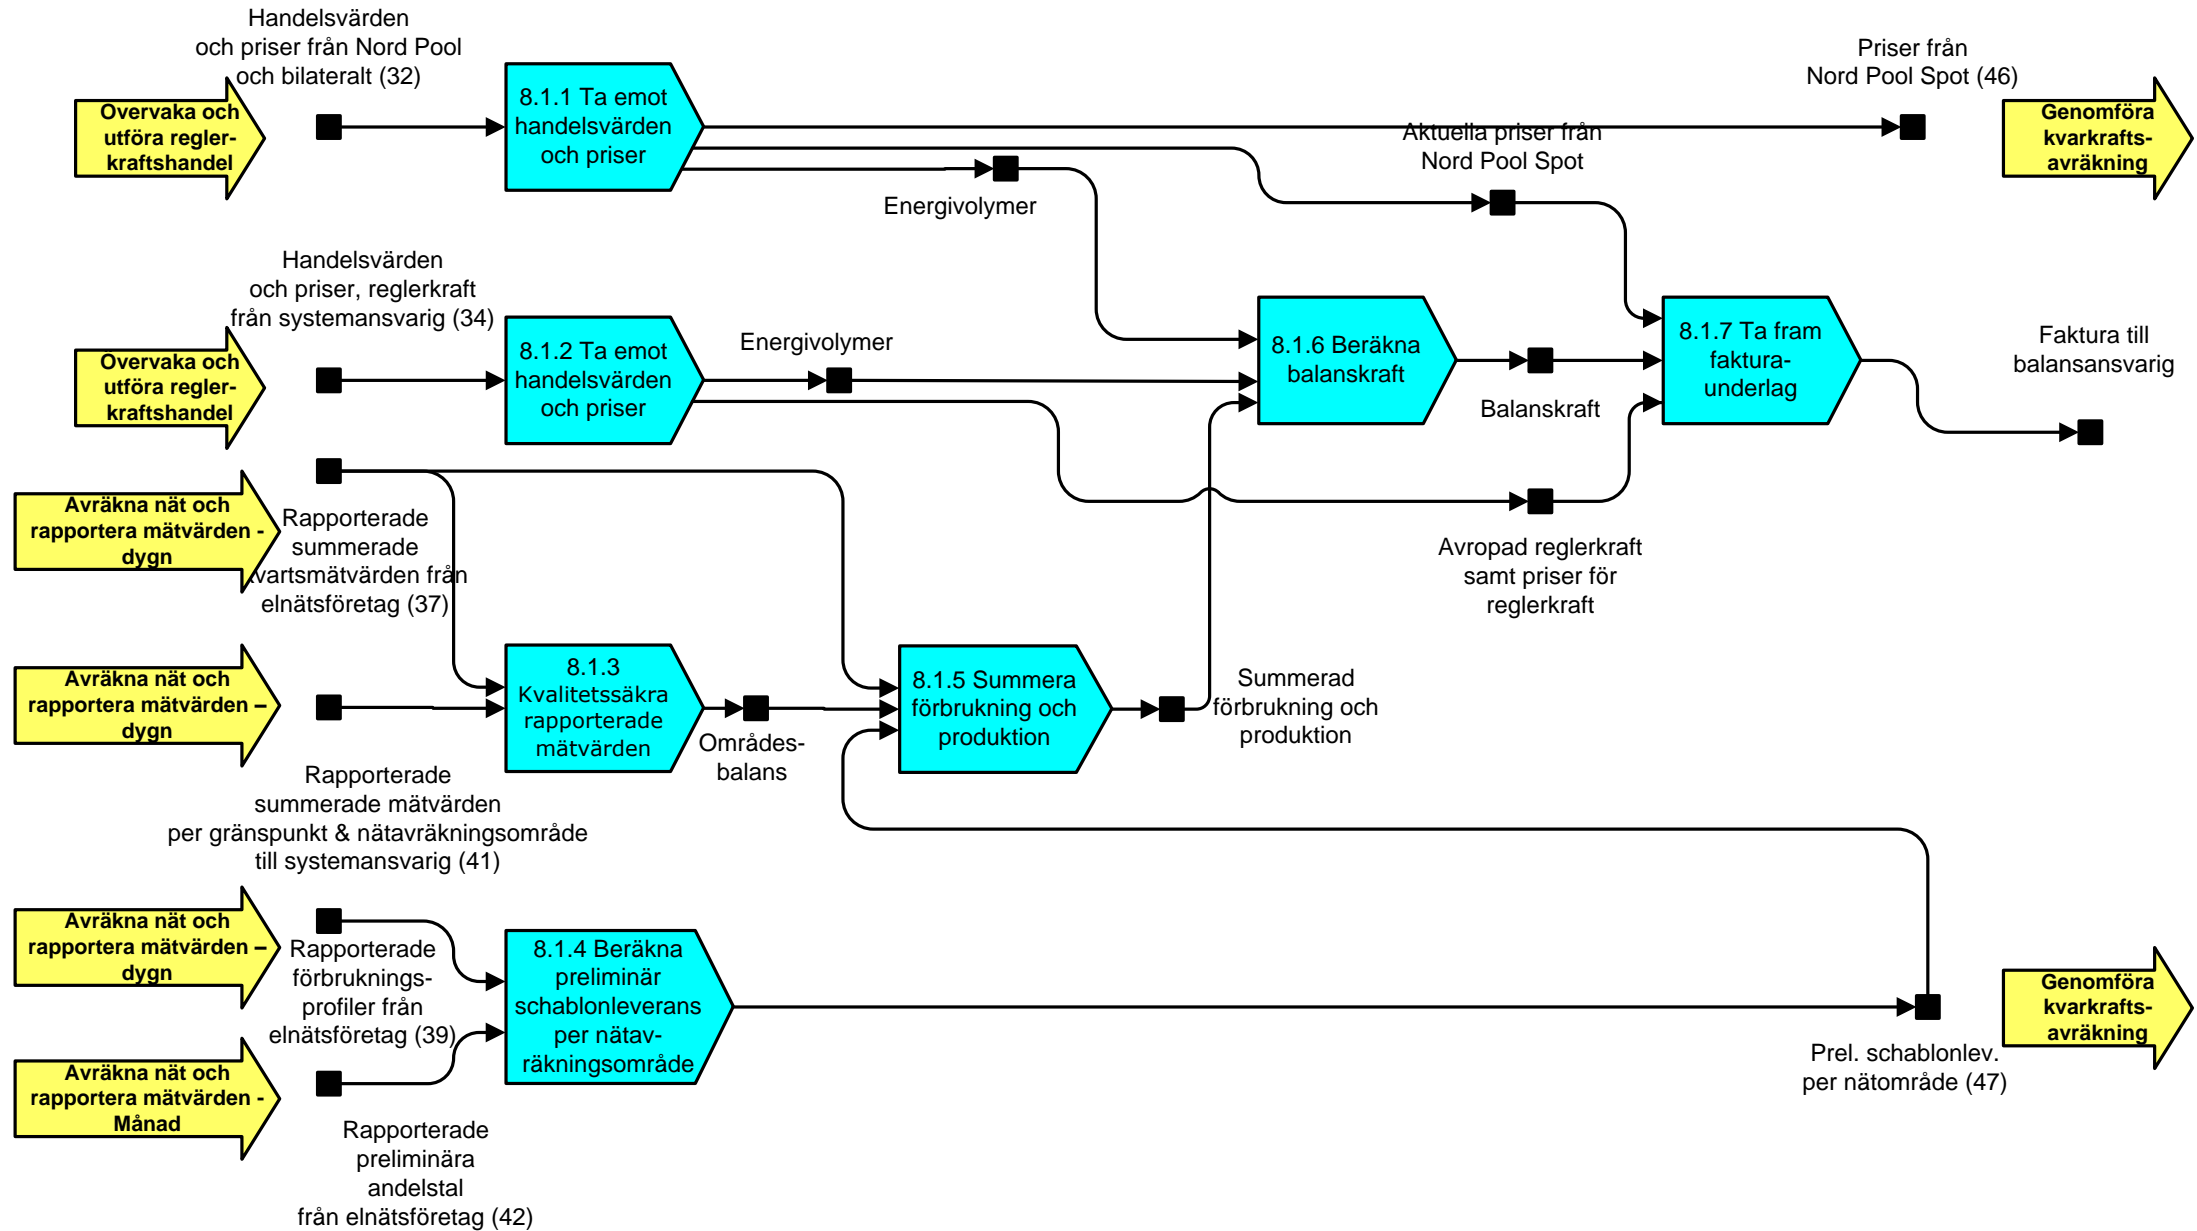 Handelsvärden
och priser från Nord Pool
och bilateralt (32)
Overvaka och
utföra regler-
kraftshandel
8.1.1 Ta emot
handelsvärden
och priser
Priser från
Nord Pool Spot (46)
Genomföra
kvarkrafts-
avräkning
Aktuella priser från
Nord Pool Spot
Energivolymer
Handelsvärden
och priser, reglerkraft
från systemansvarig (34)
Overvaka och
utföra regler-
kraftshandel
8.1.2 Ta emot
handelsvärden
och priser
Energivolymer
8.1.6 Beräkna
balanskraft
Balanskraft
8.1.7 Ta fram
faktura-
underlag
Faktura till
balansansvarig
Avräkna nät och
rapportera mätvärden -
dygn
Rapporterade
summerade
kvartsmätvärden från
elnätsföretag (37)
Avropad reglerkraft
samt priser för
reglerkraft
Avräkna nät och
rapportera mätvärden –
dygn
8.1.3
Kvalitetssäkra
rapporterade
mätvärden
Områdes-
balans
8.1.5 Summera
förbrukning och
produktion
Summerad
förbrukning och
produktion
Rapporterade
summerade mätvärden
per gränspunkt & nätavräkningsområde
till systemansvarig (41)
Avräkna nät och
rapportera mätvärden –
dygn
Rapporterade
förbruknings-
profiler från
elnätsföretag (39)
8.1.4 Beräkna
preliminär
schablonleverans
per nätav-
räkningsområde
Prel. schablonlev.
per nätområde (47)
Genomföra
kvarkrafts-
avräkning
Avräkna nät och
rapportera mätvärden -
Månad
Rapporterade
preliminära
andelstal
från elnätsföretag (42)